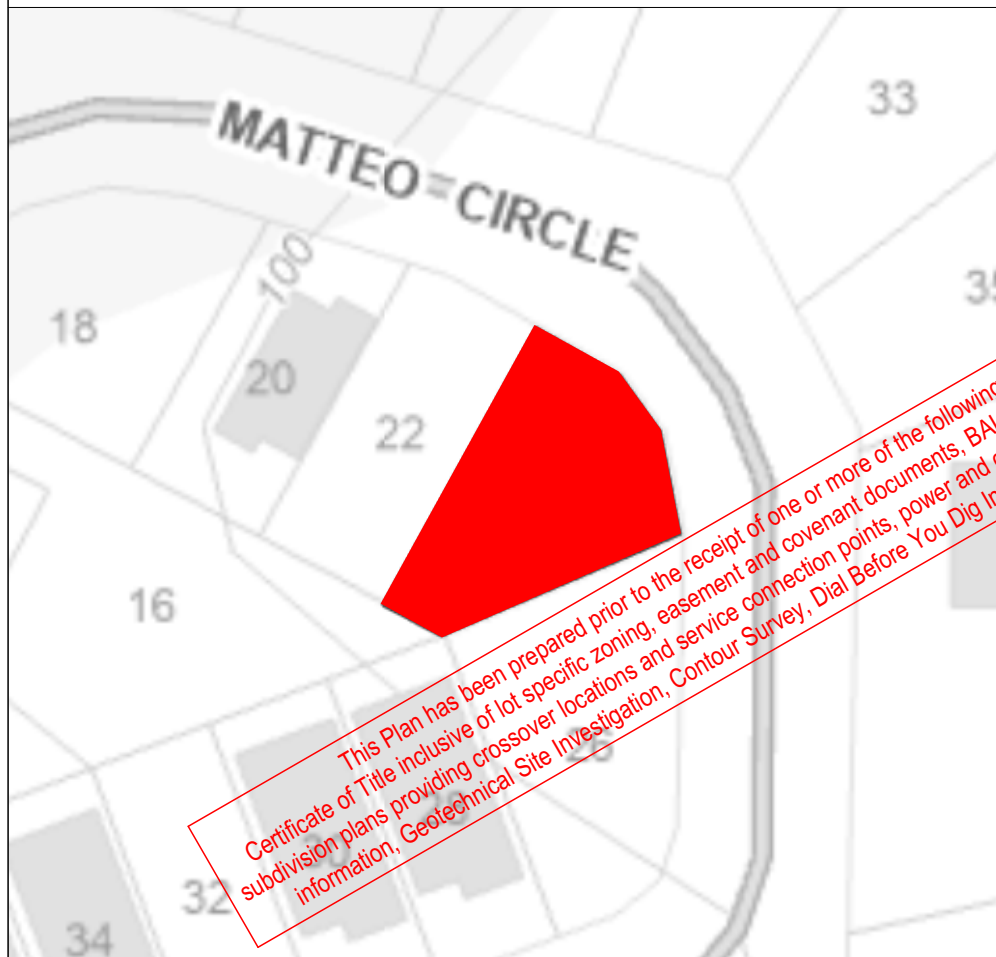 33
MATTEO CIRCLE
100
35
18
20
22
16
This Plan has been prepared prior to the receipt of one or more of the following
Certificate of Title inclusive of lot specific zoning, easement and covenant documents,
subdivision plans providing crossover locations and service connection points, power and
information, Geotechnical Site Investigation, Contour Survey, Dial Before You Dig
26
28
30
32
34